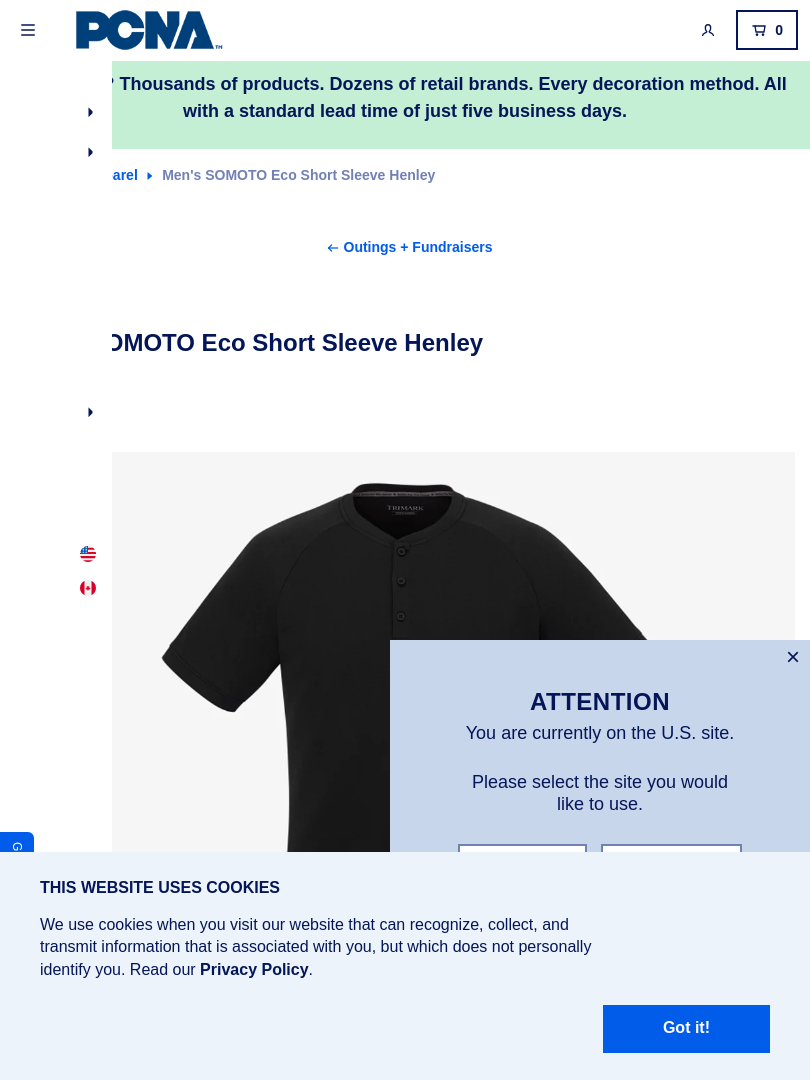 PCNA™
0
? Thousands of products. Dozens of retail brands. Every decoration method. All
with a standard lead time of just five business days.
arel
Men's SOMOTO Eco Short Sleeve Henley
Outings + Fundraisers
OMOTO Eco Short Sleeve Henley
TRIMARK
ATTENTION
You are currently on the U.S. site.
Please select the site you would
like to use.
G
THIS WEBSITE USES COOKIES
We use cookies when you visit our website that can recognize, collect, and
transmit information that is associated with you, but which does not personally
identify you. Read our Privacy Policy.
Got it!